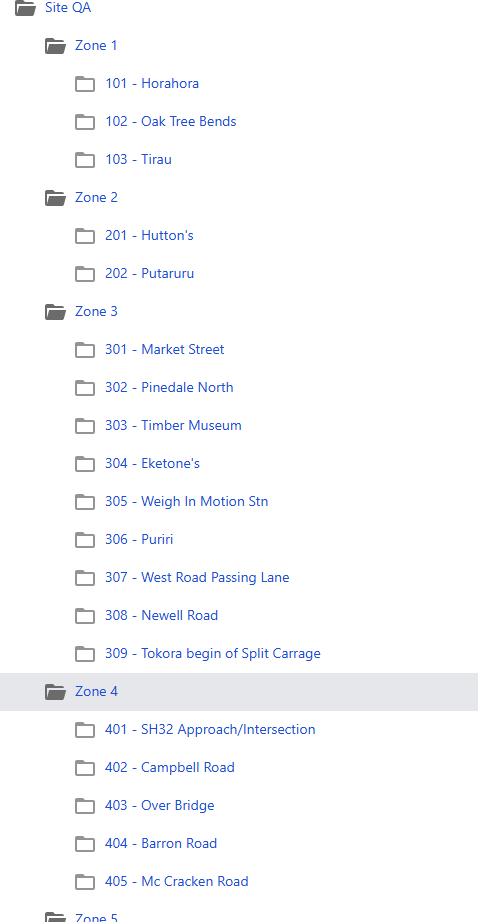 Site QA
Zone 1
101 - Horahora
102 - Oak Tree Bends
103 - Tirau
Zone 2
201 - Hutton's
202 - Putaruru
Zone 3
301 - Market Street
302 - Pinedale North
303 - Timber Museum
304 - Eketone's
305 - Weigh In Motion Stn
306 - Puriri
307 - West Road Passing Lane
308 - Newell Road
309 - Tokora begin of Split Carrage
Zone 4
401 - SH32 Approach/Intersection
402 - Campbell Road
403 - Over Bridge
404 - Barron Road
405 - Mc Cracken Road
Zone 5